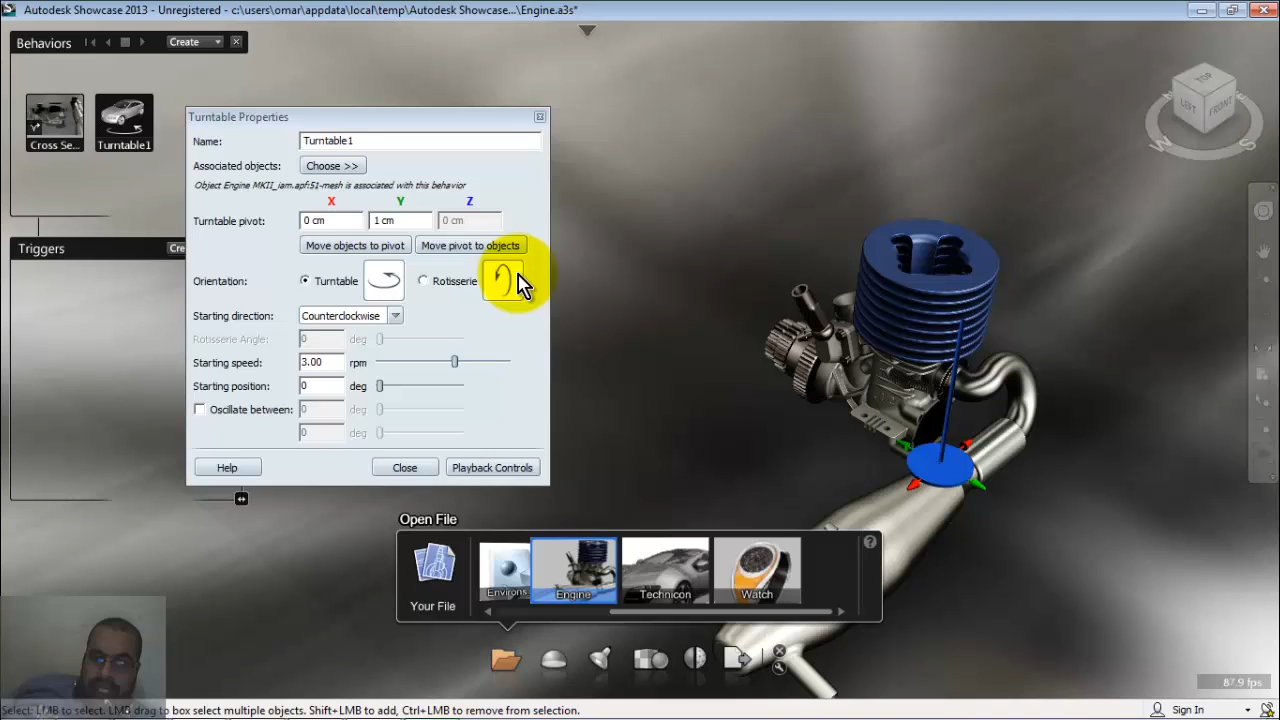 Autodesk Showcase 2013 - Unregistered - c:\users\omar\appdata\local\temp\Autodesk Showcase...\Engine.a3s*
Behaviors
Create
Cross Se...
Turntable1
Turntable Properties
Name:
Turntable1
Associated objects:
Choose >>
Object Engine MKII_iam.apf:51-mesh is associated with this behavior
X Y Z
Turntable pivot:
0 cm
1 cm
0 cm
Move objects to pivot
Move pivot to objects
Orientation:
Turntable
Rotisserie
Starting direction:
Counterclockwise
Rotisserie Angle:
0
deg
Starting speed:
3.00
rpm
Starting position:
0
deg
Oscillate between:
0
deg
0
deg
Help
Close
Playback Controls
Triggers
Cre
TOP
LEFT
FRONT
W
S
Open File
Your File
Environs
Engine
Technicon
Watch
?
87.9 fps
Select: LMB to select. LMB drag to box select multiple objects. Shift+LMB to add, Ctrl+LMB to remove from selection.
Sign In